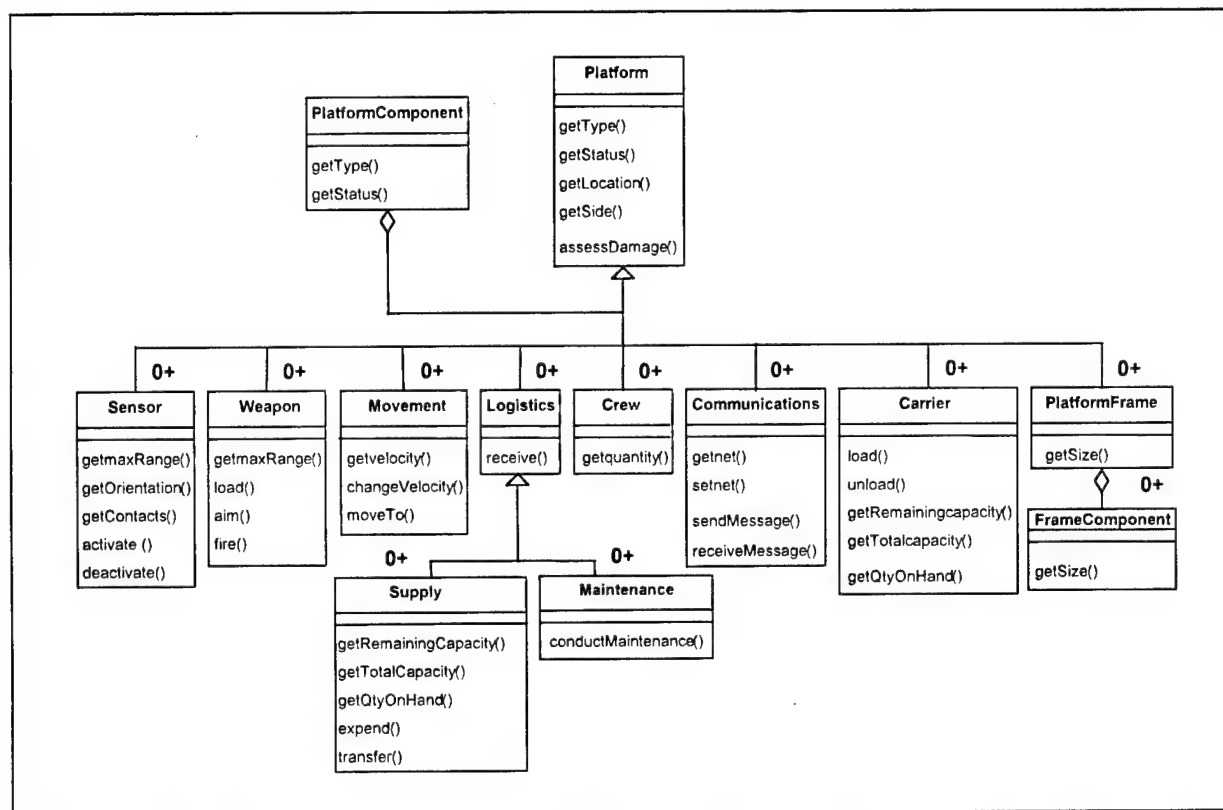 Platform
getType()
getStatus()
getLocation()
getSide()
assessDamage()
PlatformComponent
getType()
getStatus()
0+ 0+ 0+ 0+ 0+ 0+ 0+ 0+
Sensor
getmaxRange()
getOrientation()
getContacts()
activate ()
deactivate()
Weapon
getmaxRange()
load()
aim()
fire()
Movement
getvelocity()
changeVelocity()
moveTo()
Logistics
receive()
Crew
getquantity()
Communications
getnet()
setnet()
sendMessage()
receiveMessage()
Carrier
load()
unload()
getRemainingcapacity()
getTotalcapacity()
getQtyOnHand()
PlatformFrame
getSize()
0+
FrameComponent
getSize()
0+ 0+
Supply
getRemainingCapacity()
getTotalCapacity()
getQtyOnHand()
expend()
transfer()
Maintenance
conductMaintenance()